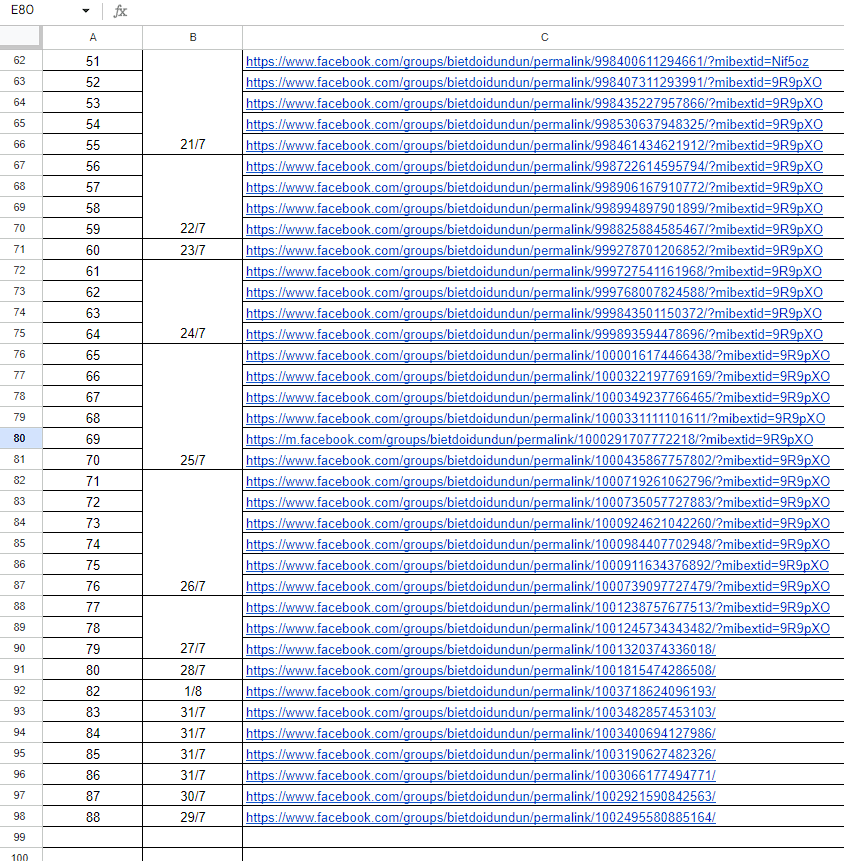 E80 fx
A B C
62 51 https://www.facebook.com/groups/bietdoidundun/permalink/998400611294661/?mibextid=Nif5oz
63 52 https://www.facebook.com/groups/bietdoidundun/permalink/998407311293991/?mibextid=9R9pXO
64 53 https://www.facebook.com/groups/bietdoidundun/permalink/998435227957866/?mibextid=9R9pXO
65 54 https://www.facebook.com/groups/bietdoidundun/permalink/998530637948325/?mibextid=9R9pXO
66 55 21/7 https://www.facebook.com/groups/bietdoidundun/permalink/998461434621912/?mibextid=9R9pXO
67 56 https://www.facebook.com/groups/bietdoidundun/permalink/998722614595794/?mibextid=9R9pXO
68 57 https://www.facebook.com/groups/bietdoidundun/permalink/998906167910772/?mibextid=9R9pXO
69 58 https://www.facebook.com/groups/bietdoidundun/permalink/998994897901899/?mibextid=9R9pXO
70 59 22/7 https://www.facebook.com/groups/bietdoidundun/permalink/998825884585467/?mibextid=9R9pXO
71 60 23/7 https://www.facebook.com/groups/bietdoidundun/permalink/999278701206852/?mibextid=9R9pXO
72 61 https://www.facebook.com/groups/bietdoidundun/permalink/999727541161968/?mibextid=9R9pXO
73 62 https://www.facebook.com/groups/bietdoidundun/permalink/999768007824588/?mibextid=9R9pXO
74 63 https://www.facebook.com/groups/bietdoidundun/permalink/999843501150372/?mibextid=9R9pXO
75 64 24/7 https://www.facebook.com/groups/bietdoidundun/permalink/999893594478696/?mibextid=9R9pXO
76 65 https://www.facebook.com/groups/bietdoidundun/permalink/1000016174466438/?mibextid=9R9pXO
77 66 https://www.facebook.com/groups/bietdoidundun/permalink/1000322197769169/?mibextid=9R9pXO
78 67 https://www.facebook.com/groups/bietdoidundun/permalink/1000349237766465/?mibextid=9R9pXO
79 68 https://www.facebook.com/groups/bietdoidundun/permalink/1000331111101611/?mibextid=9R9pXO
80 69 https://m.facebook.com/groups/bietdoidundun/permalink/1000291707772218/?mibextid=9R9pXO
81 70 25/7 https://www.facebook.com/groups/bietdoidundun/permalink/1000435867757802/?mibextid=9R9pXO
82 71 https://www.facebook.com/groups/bietdoidundun/permalink/1000719261062796/?mibextid=9R9pXO
83 72 https://www.facebook.com/groups/bietdoidundun/permalink/1000735057727883/?mibextid=9R9pXO
84 73 https://www.facebook.com/groups/bietdoidundun/permalink/1000924621042260/?mibextid=9R9pXO
85 74 https://www.facebook.com/groups/bietdoidundun/permalink/1000984407702948/?mibextid=9R9pXO
86 75 https://www.facebook.com/groups/bietdoidundun/permalink/1000911634376892/?mibextid=9R9pXO
87 76 26/7 https://www.facebook.com/groups/bietdoidundun/permalink/1000739097727479/?mibextid=9R9pXO
88 77 https://www.facebook.com/groups/bietdoidundun/permalink/1001238757677513/?mibextid=9R9pXO
89 78 https://www.facebook.com/groups/bietdoidundun/permalink/1001245734343482/?mibextid=9R9pXO
90 79 27/7 https://www.facebook.com/groups/bietdoidundun/permalink/1001320374336018/
91 80 28/7 https://www.facebook.com/groups/bietdoidundun/permalink/1001815474286508/
92 82 1/8 https://www.facebook.com/groups/bietdoidundun/permalink/1003718624096193/
93 83 31/7 https://www.facebook.com/groups/bietdoidundun/permalink/1003482857453103/
94 84 31/7 https://www.facebook.com/groups/bietdoidundun/permalink/1003400694127986/
95 85 31/7 https://www.facebook.com/groups/bietdoidundun/permalink/1003190627482326/
96 86 31/7 https://www.facebook.com/groups/bietdoidundun/permalink/1003066177494771/
97 87 30/7 https://www.facebook.com/groups/bietdoidundun/permalink/1002921590842563/
98 88 29/7 https://www.facebook.com/groups/bietdoidundun/permalink/1002495580885164/
99
100